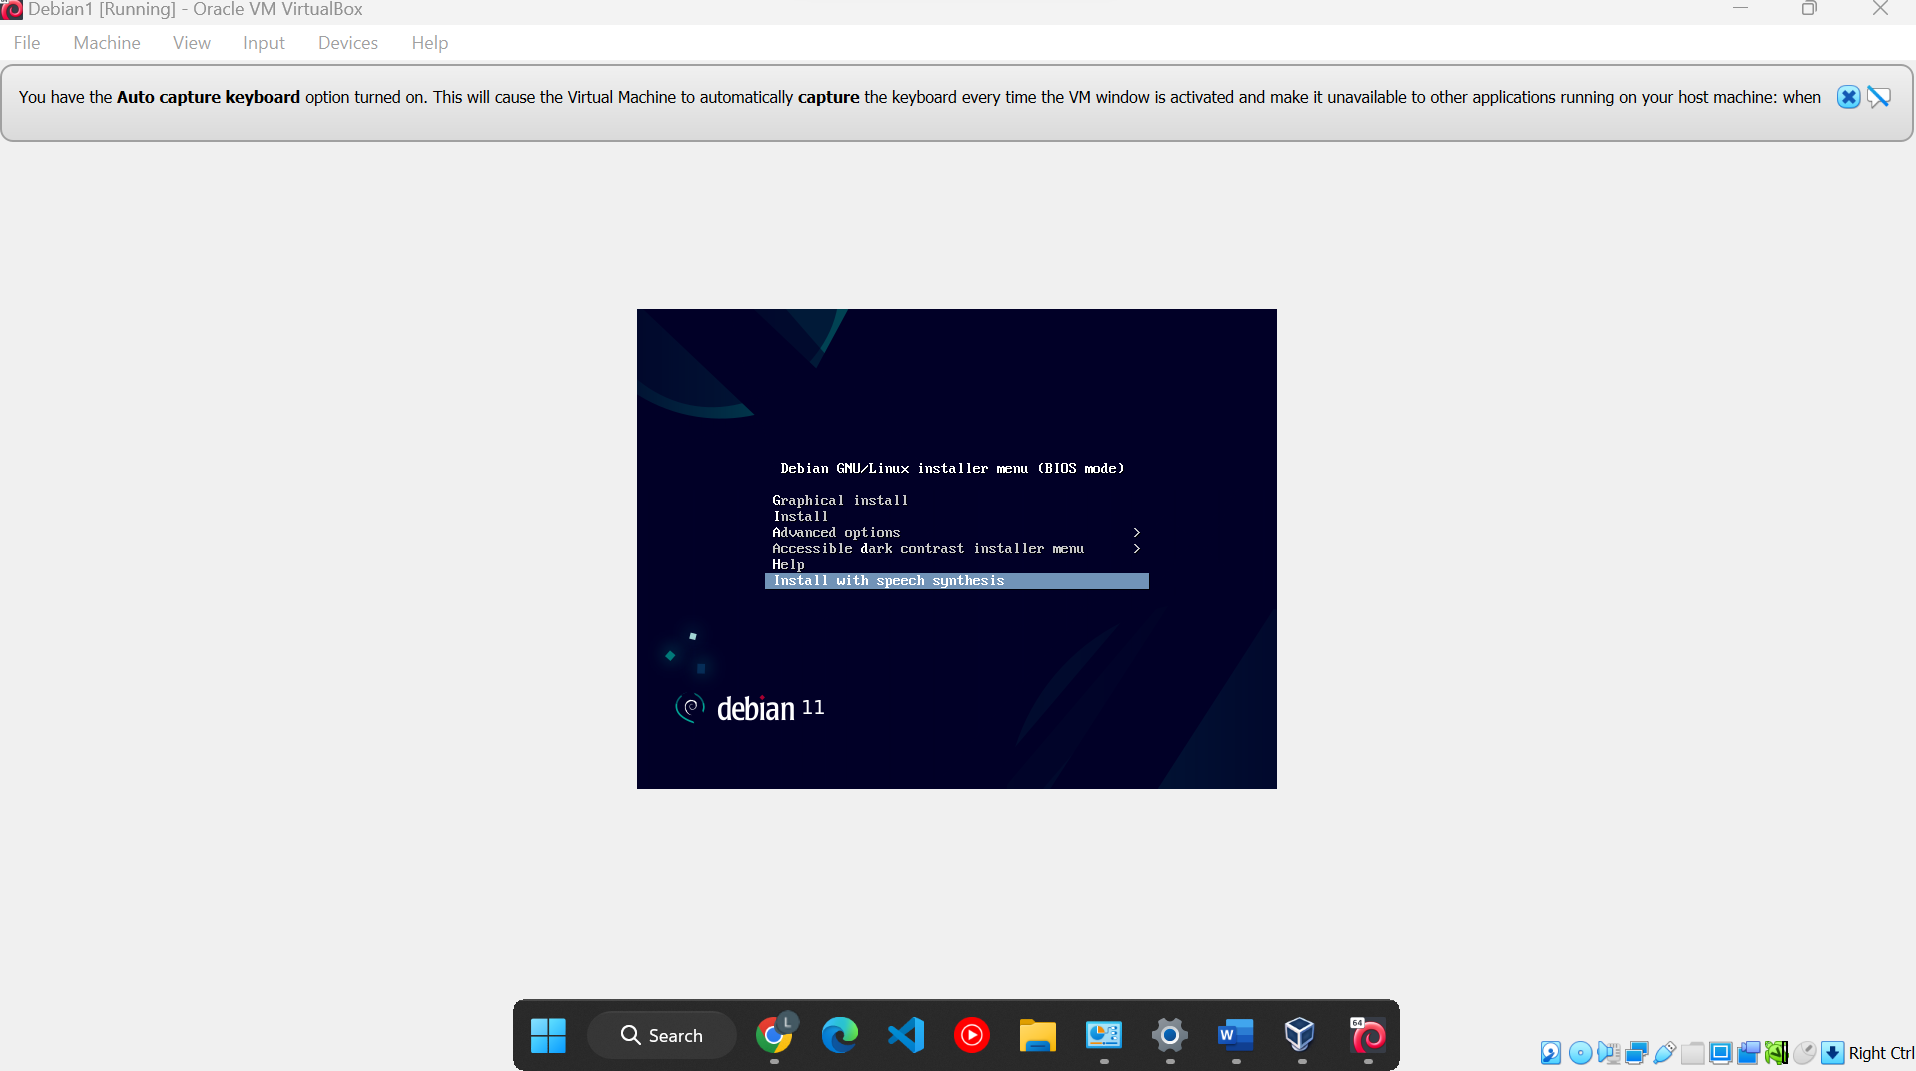 Debian1 [Running] - Oracle VM VirtualBox
File Machine View Input Devices Help
You have the Auto capture keyboard option turned on. This will cause the Virtual Machine to automatically capture the keyboard every time the VM window is activated and make it unavailable to other applications running on your host machine: when
Debian GNU/Linux installer menu (BIOS mode)
Graphical install
Install
Advanced options >
Accessible dark contrast installer menu >
Help
Install with speech synthesis
debian 11
Search
L
W
64
Right Ctrl